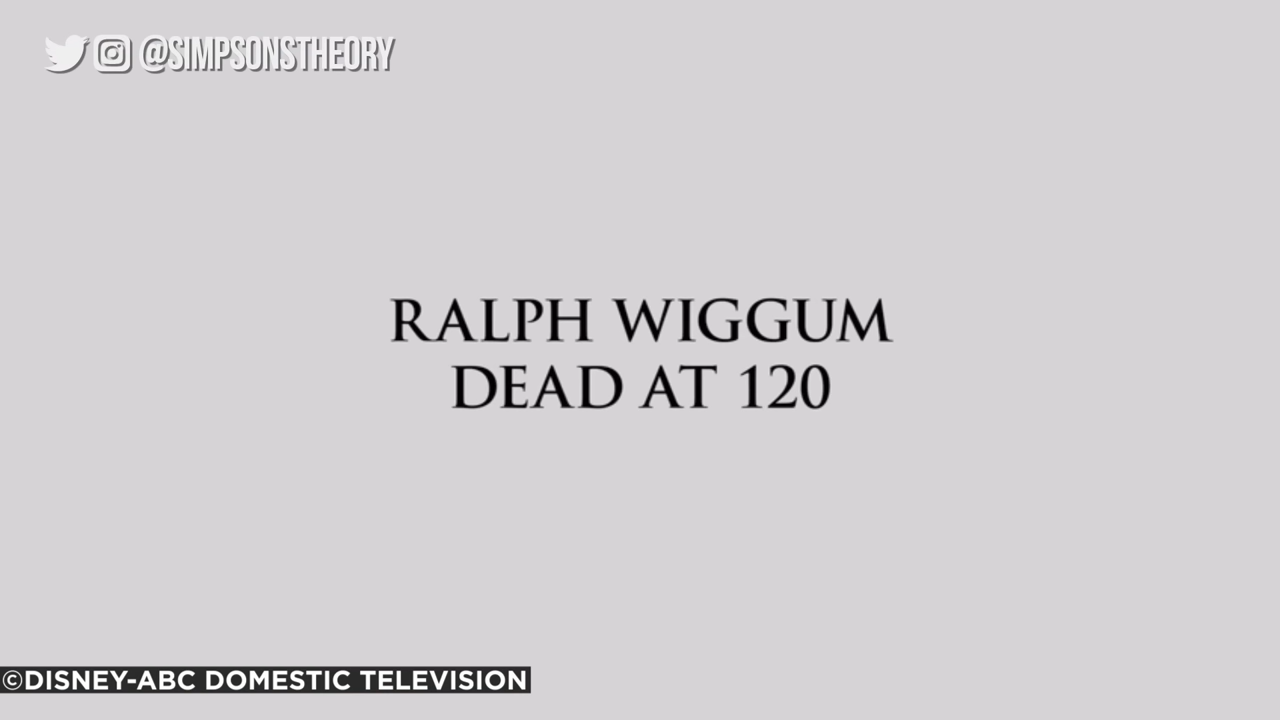 @SIMPSONSTHEORY
RALPH WIGGUM
DEAD AT 120
©DISNEY-ABC DOMESTIC TELEVISION